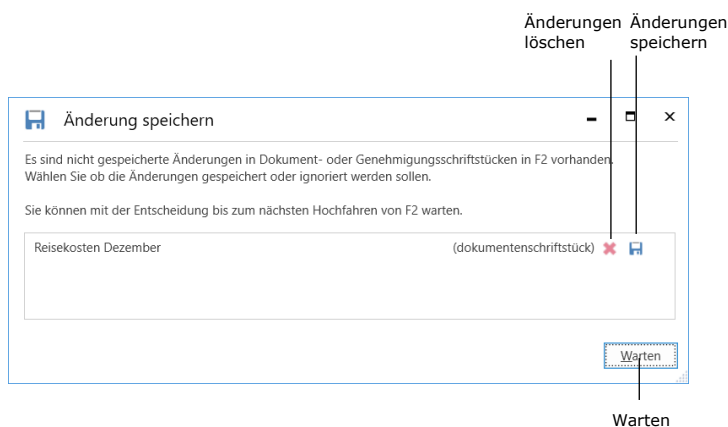 Änderungen löschen
Änderungen speichern
Änderung speichern
Es sind nicht gespeicherte Änderungen in Dokument- oder Genehmigungsschriftstücken in F2 vorhanden.
Wählen Sie ob die Änderungen gespeichert oder ignoriert werden sollen.
Sie können mit der Entscheidung bis zum nächsten Hochfahren von F2 warten.
Reisekosten Dezember (dokumentenschriftstück)
Warten
Warten